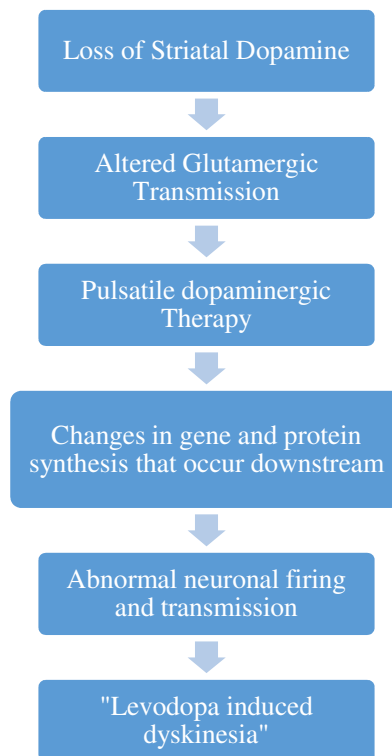 Loss of Striatal Dopamine
Altered Glutamergic
Transmission
Pulsatile dopaminergic
Therapy
Changes in gene and protein
synthesis that occur downstream
Abnormal neuronal firing
and transmission
"Levodopa induced
dyskinesia"